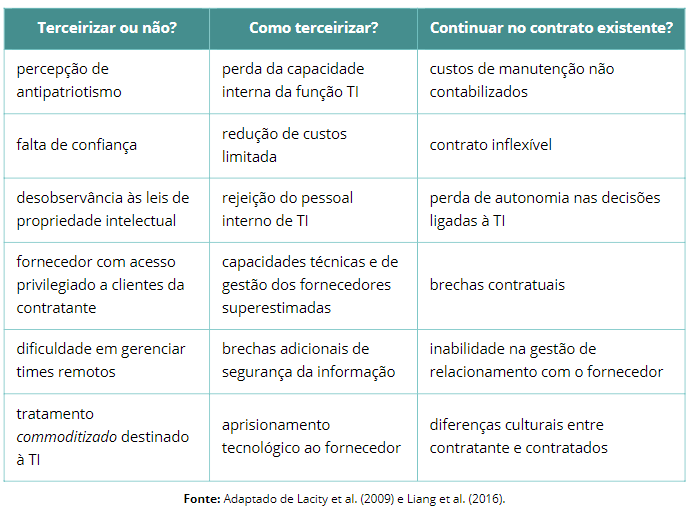 Terceirizar ou não? Como terceirizar? Continuar no contrato existente?
percepção de
antipatriotismo
perda da capacidade
interna da função TI
custos de manutenção não
contabilizados
falta de confiança
redução de custos
limitada
contrato inflexível
desobservância às leis de
propriedade intelectual
rejeição do pessoal
interno de TI
perda de autonomia nas decisões
ligadas à TI
fornecedor com acesso
privilegiado a clientes da
contratante
capacidades técnicas e de
gestão dos fornecedores
superestimadas
brechas contratuais
dificuldade em gerenciar
times remotos
brechas adicionais de
segurança da informação
inabilidade na gestão de
relacionamento com o fornecedor
tratamento
commoditizado destinado
à TI
aprisionamento
tecnológico ao fornecedor
diferenças culturais entre
contratante e contratados
Fonte: Adaptado de Lacity et al. (2009) e Liang et al. (2016).